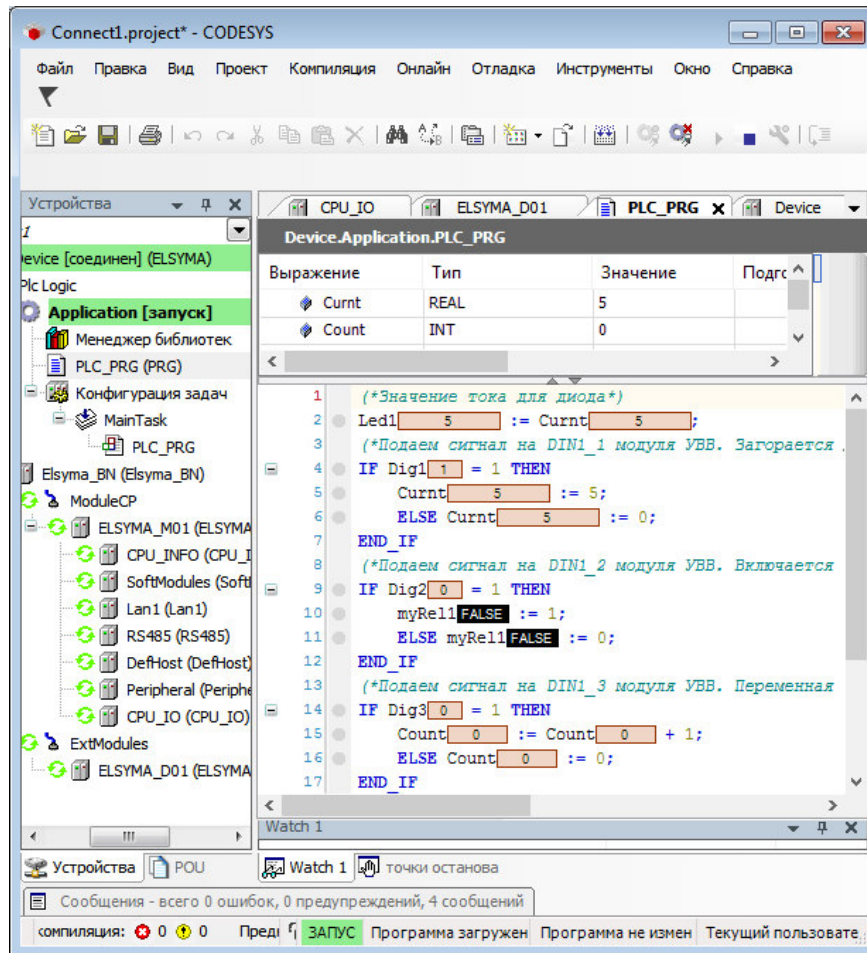 Connect1.project* - CODESYS
Файл Правка Вид Проект Компиляция Онлайн Отладка Инструменты Окно Справка
Устройства
CPU_IO ELSYMA_D01 PLC_PRG Device
Device.Application.PLC_PRG
evice [соединен] (ELSYMA)
Plc Logic
Application [запуск]
Менеджер библиотек
PLC_PRG (PRG)
Конфигурация задач
MainTask
PLC_PRG
Elsyma_BN (Elsyma_BN)
ModuleCP
ELSYMA_M01 (ELSYMA
CPU_INFO (CPU_I
SoftModules (Soft
Lan1 (Lan1)
RS485 (RS485)
DefHost (DefHost)
Peripheral (Periphe
CPU_IO (CPU_IO)
ExtModules
ELSYMA_D01 (ELSYMA
Выражение Тип Значение Подго
Curnt REAL 5
Count INT 0
1 (*Значение тока для диода*)
2 Led1 5 := Curnt 5 ;
3 (*Подаем сигнал на DIN1_1 модуля УВВ. Загорается
4 IF Dig1 1 = 1 THEN
5 Curnt 5 := 5;
6 ELSE Curnt 5 := 0;
7 END_IF
8 (*Подаем сигнал на DIN1_2 модуля УВВ. Включается
9 IF Dig2 0 = 1 THEN
10 myRel1 FALSE := 1;
11 ELSE myRel1 FALSE := 0;
12 END_IF
13 (*Подаем сигнал на DIN1_3 модуля УВВ. Переменная
14 IF Dig3 0 = 1 THEN
15 Count 0 := Count 0 + 1;
16 ELSE Count 0 := 0;
17 END_IF
Watch 1
Устройства POU Watch 1 точки останова
Сообщения - всего 0 ошибок, 0 предупреждений, 4 сообщений
компиляция: 0 0 Преді ЗАПУС Программа загружен Программа не измен Текущий пользовате